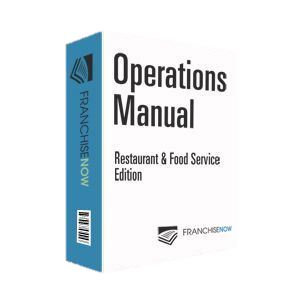 Operations
Manual
Restaurant & Food Service
Edition
FRANCHISENOW
FRANCHISENOW